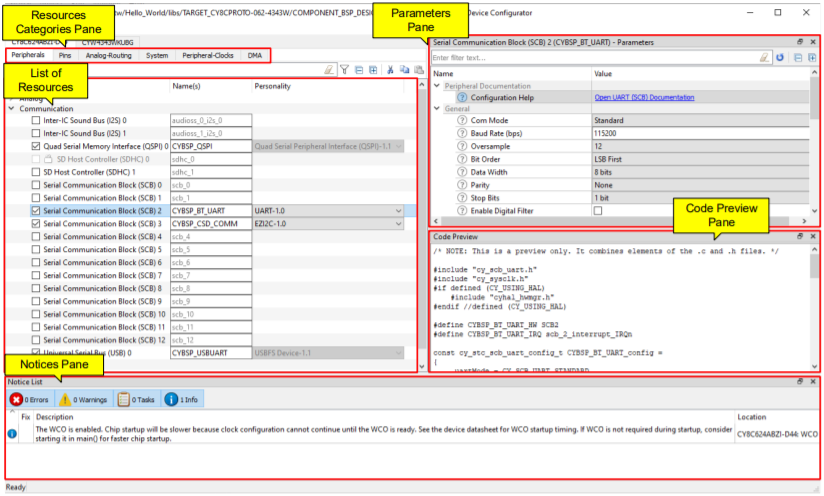 Resources
Categories Pane
tw/Hello_World/libs/TARGET_CY8CPROTO-062-4343W/COMPONENT_BSP_DESI
Parameters
Pane
Device Configurator
CYW4343WKUBG
Peripherals Pins Analog-Routing System Peripheral-Clocks DMA
List of
Resources
Name(s) Personality
Communication
Inter-IC Sound Bus (I2S) 0 audioss_0_i2s_0
Inter-IC Sound Bus (I2S) 1 audioss_1_i2s_0
Quad Serial Memory Interface (QSPI) 0 CYBSP_QSPI Quad Serial Peripheral Interface (QSPI)-1.1
SD Host Controller (SDHC) 0 sdhc_0
SD Host Controller (SDHC) 1 sdhc_1
Serial Communication Block (SCB) 0 scb_0
Serial Communication Block (SCB) 1 scb_1
Serial Communication Block (SCB) 2 CYBSP_BT_UART UART-1.0
Serial Communication Block (SCB) 3 CYBSP_CSD_COMM EZI2C-1.0
Serial Communication Block (SCB) 4 scb_4
Serial Communication Block (SCB) 5 scb_5
Serial Communication Block (SCB) 6 scb_6
Serial Communication Block (SCB) 7 scb_7
Serial Communication Block (SCB) 8 scb_8
Serial Communication Block (SCB) 9 scb_9
Serial Communication Block (SCB) 10 scb_10
Serial Communication Block (SCB) 11 scb_11
Serial Communication Block (SCB) 12 scb_12
Universal Serial Bus (USB) 0 CYBSP_USBUART USBFS Device-1.1
Serial Communication Block (SCB) 2 (CYBSP_BT_UART) - Parameters
Enter filter text...
Name Value
Peripheral Documentation
Configuration Help Open UART (SCB) Documentation
General
Com Mode Standard
Baud Rate (bps) 115200
Oversample 12
Bit Order LSB First
Data Width 8 bits
Parity None
Stop Bits 1 bit
Enable Digital Filter
Code Preview
Pane
Code Preview
/* NOTE: This is a preview only. It combines elements of the .c and .h files. */
#include "cy_scb_uart.h"
#include "cy_sysclk.h"
#if defined (CY_USING_HAL)
#include "cyhal_hwmgr.h"
#endif //defined (CY_USING_HAL)
#define CYBSP_BT_UART_HW SCB2
#define CYBSP_BT_UART_IRQ scb_2_interrupt_IRQn
const cy_stc_scb_uart_config_t CYBSP_BT_UART_config =
{
.uartMode = CY_SCB_UART_STANDARD,
Notices Pane
Notice List
0 Errors 0 Warnings 0 Tasks 1 Info
Fix Description Location
The WCO is enabled. Chip startup will be slower because clock configuration cannot continue until the WCO is ready. See the device datasheet for WCO startup timing. If WCO is not required during startup, consider
starting it in main() for faster chip startup.
CY8C624ABZI-D44: WCO
Ready